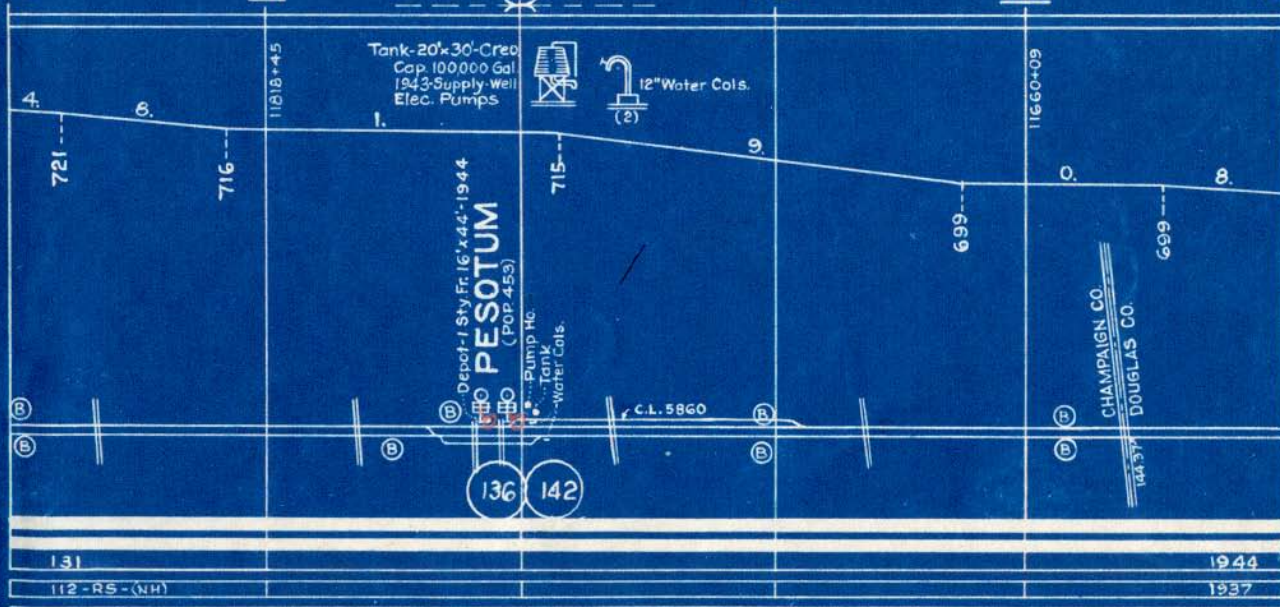 Tank-20'x30'-Creo
Cap. 100,000 Gal.
1943-Supply-Well
Elec. Pumps
12" Water Cols.
(2)
11818+45
11660+09
4.
8.
1.
9.
0.
8.
721
716
715
699
699
Depot-1 Sty. Fr. 16'x44'-1944
PESOTUM
(POP. 453)
Pump Ho.
Tank
Water Cols.
C.L. 5860
CHAMPAIGN CO.
DOUGLAS CO.
144.37
B
B
B
B
B
B
B
B
136
142
131
1944
112-RS-(NH)
1937